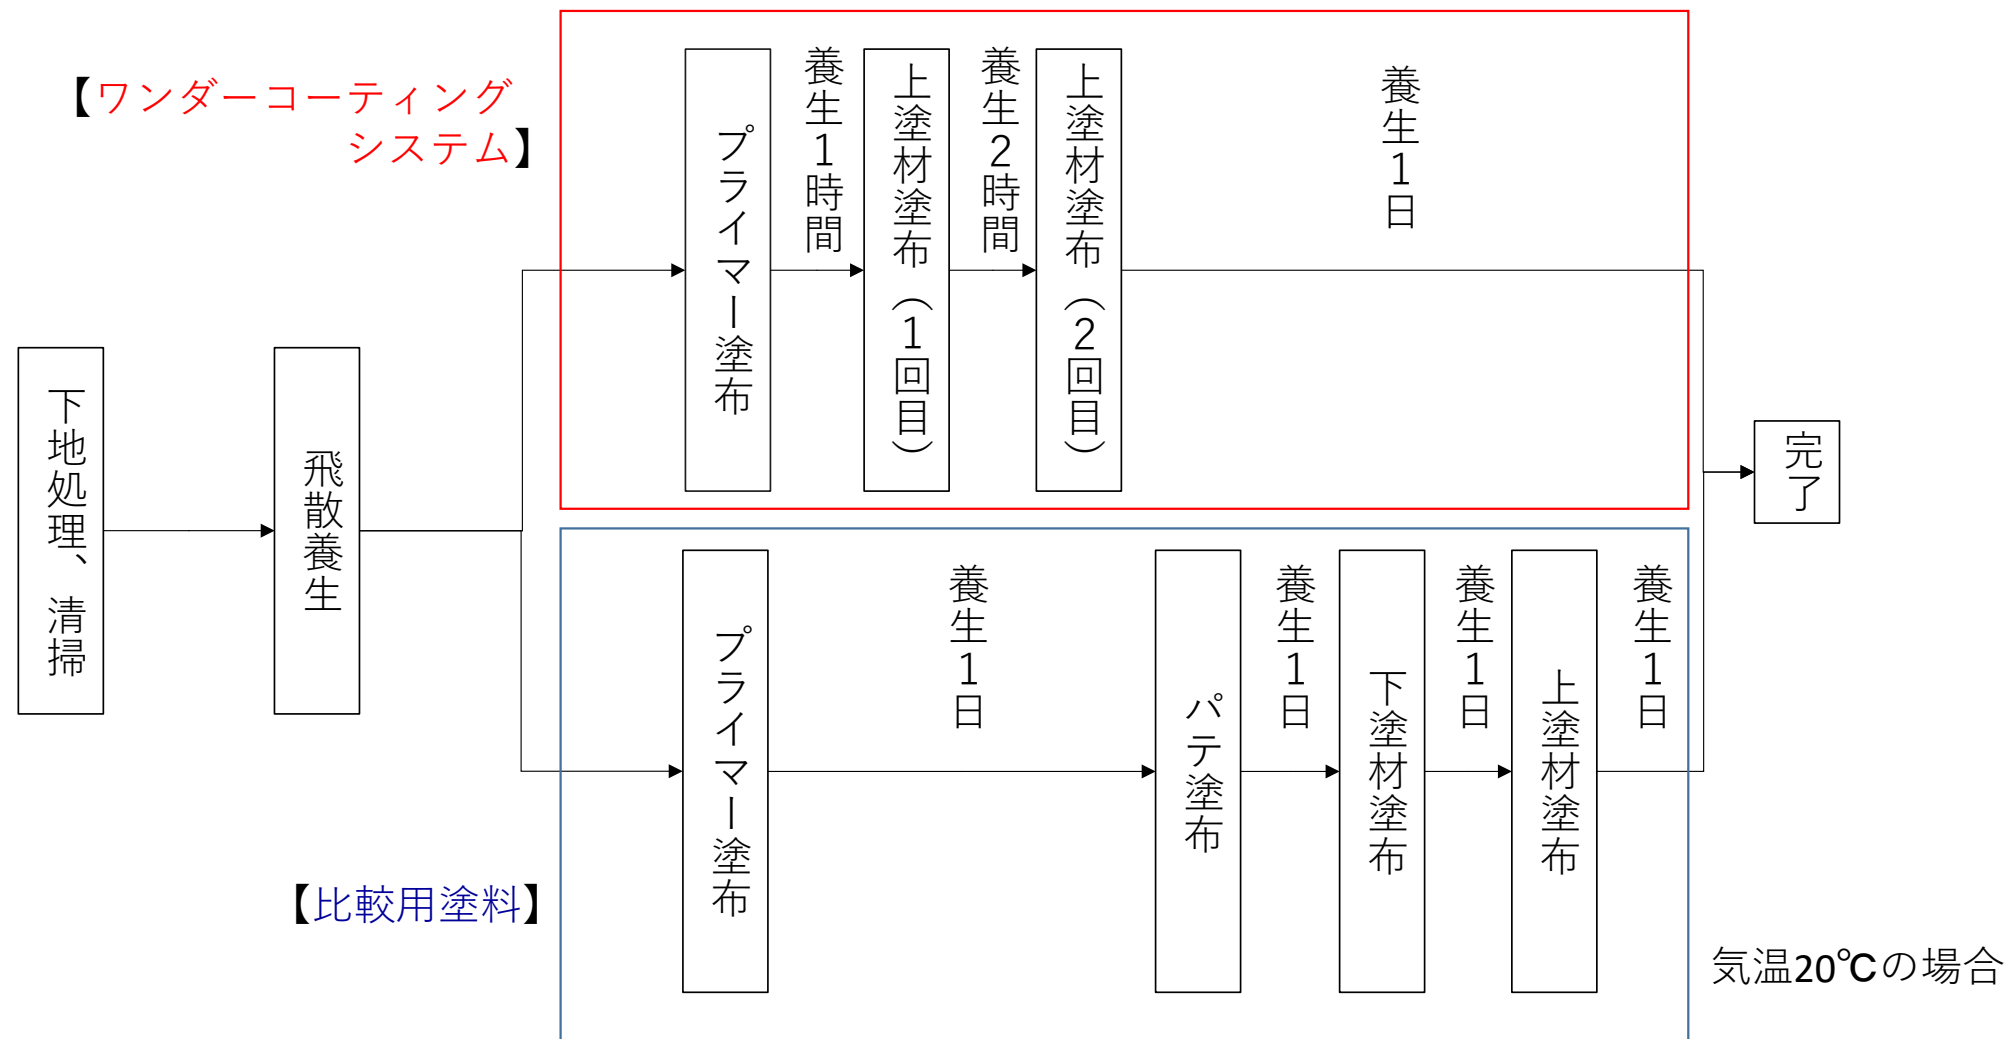 【ワンダーコーティング
システム】
プライマー塗布
養生1時間
上塗材塗布（1回目）
養生2時間
上塗材塗布（2回目）
養生1日
下地処理、清掃
飛散養生
完了
【比較用塗料】
プライマー塗布
養生1日
パテ塗布
養生1日
下塗材塗布
養生1日
上塗材塗布
養生1日
気温20℃の場合